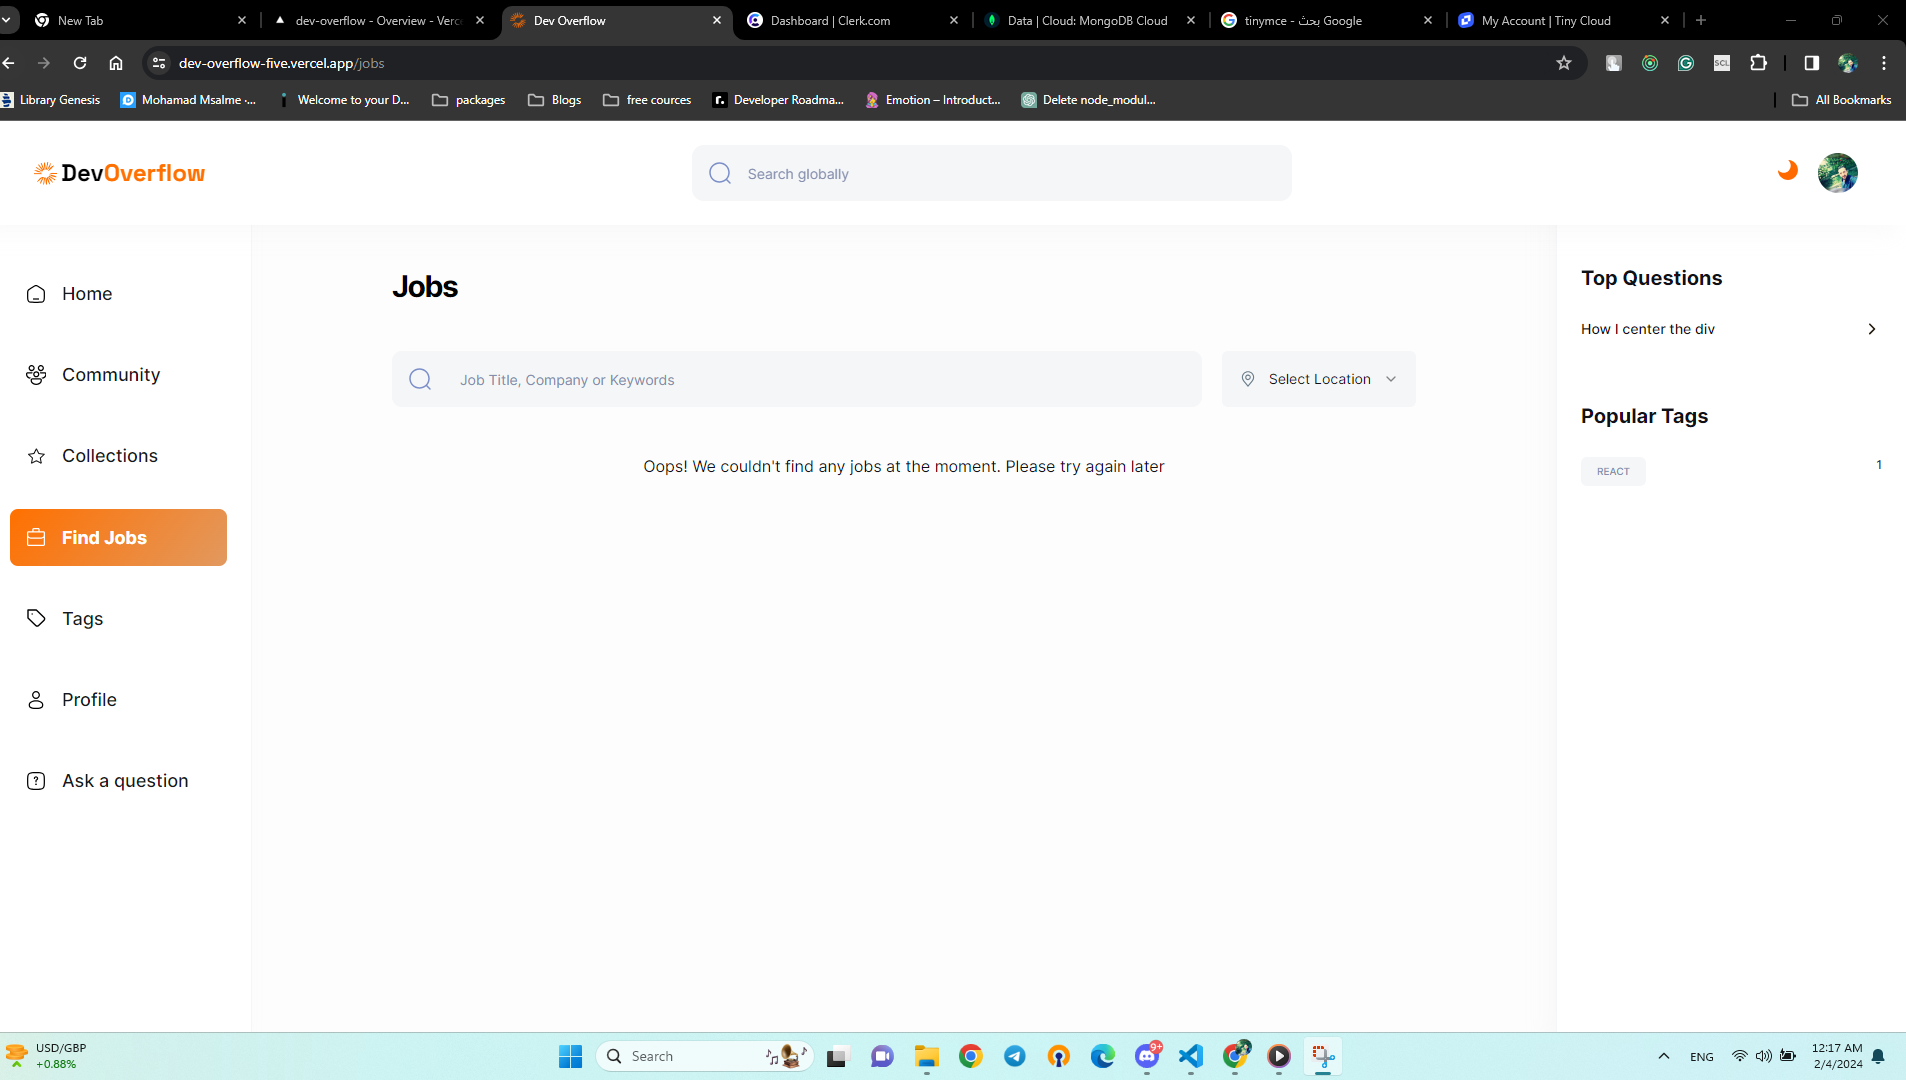 New Tab
dev-overflow - Overview - Verc
Dev Overflow
Dashboard | Clerk.com
Data | Cloud: MongoDB Cloud
tinymce - بحث Google
My Account | Tiny Cloud
dev-overflow-five.vercel.app/jobs
SCL
Library Genesis
Mohamad Msalme -...
Welcome to your D...
packages
Blogs
free cources
Developer Roadma...
Emotion – Introduct...
Delete node_modul...
All Bookmarks
DevOverflow
Search globally
Home
Community
Collections
Find Jobs
Tags
Profile
Ask a question
Jobs
Job Title, Company or Keywords
Select Location
Oops! We couldn't find any jobs at the moment. Please try again later
Top Questions
How I center the div
Popular Tags
REACT
1
USD/GBP
+0.88%
Search
9+
ENG
12:17 AM
2/4/2024